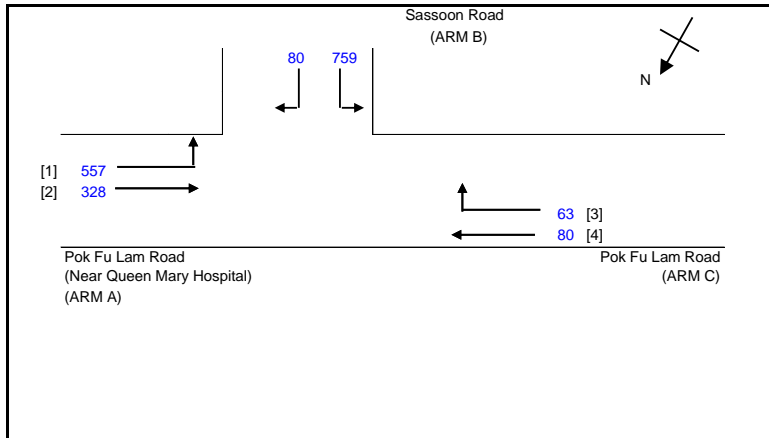 Sassoon Road
(ARM B)
N
80 759
[1] 557
[2] 328
63 [3]
80 [4]
Pok Fu Lam Road
(Near Queen Mary Hospital)
(ARM A)
Pok Fu Lam Road
(ARM C)